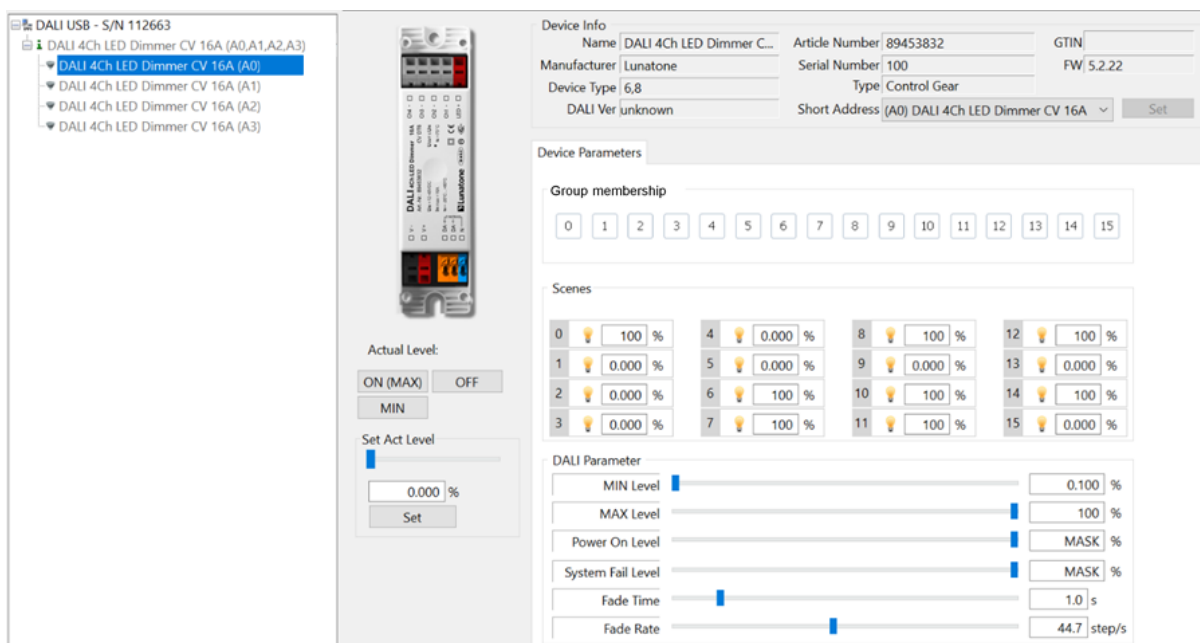 DALI USB - S/N 112663
DALI 4Ch LED Dimmer CV 16A (A0,A1,A2,A3)
DALI 4Ch LED Dimmer CV 16A (A0)
DALI 4Ch LED Dimmer CV 16A (A1)
DALI 4Ch LED Dimmer CV 16A (A2)
DALI 4Ch LED Dimmer CV 16A (A3)
DALI 4Ch LED Dimmer 16A
CV DT6
Lunatone
Actual Level:
ON (MAX) OFF
MIN
Set Act Level
0.000 %
Set
Device Info
Name DALI 4Ch LED Dimmer C... Article Number 89453832 GTIN
Manufacturer Lunatone Serial Number 100 FW 5.2.22
Device Type 6,8 Type Control Gear
DALI Ver unknown Short Address (A0) DALI 4Ch LED Dimmer CV 16A Set
Device Parameters
Group membership
0 1 2 3 4 5 6 7 8 9 10 11 12 13 14 15
Scenes
0 100 % 4 0.000 % 8 100 % 12 100 %
1 0.000 % 5 0.000 % 9 0.000 % 13 0.000 %
2 0.000 % 6 100 % 10 100 % 14 100 %
3 0.000 % 7 100 % 11 100 % 15 0.000 %
DALI Parameter
MIN Level 0.100 %
MAX Level 100 %
Power On Level MASK %
System Fail Level MASK %
Fade Time 1.0 s
Fade Rate 44.7 step/s